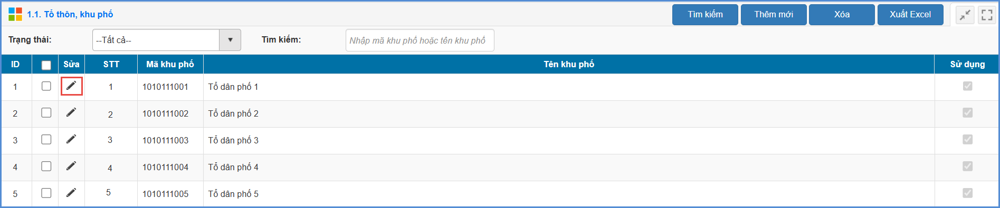 1.1. Tổ thôn, khu phố Tìm kiếm Thêm mới Xóa Xuất Excel
Trạng thái: --Tất cả-- Tìm kiếm: Nhập mã khu phố hoặc tên khu phố
ID Sửa STT Mã khu phố Tên khu phố Sử dụng
1 1 1010111001 Tổ dân phố 1
2 2 1010111002 Tổ dân phố 2
3 3 1010111003 Tổ dân phố 3
4 4 1010111004 Tổ dân phố 4
5 5 1010111005 Tổ dân phố 5